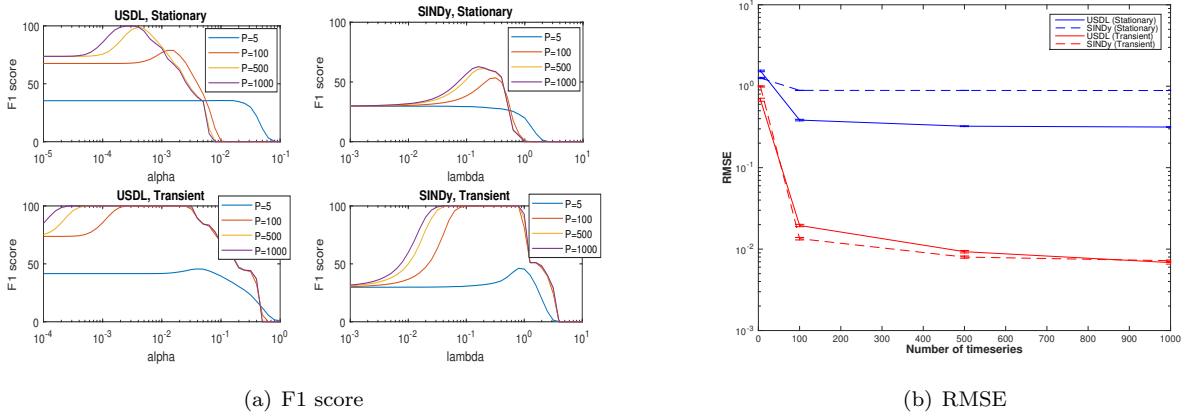 USDL, Stationary
F1 score
100
50
0
P=5
P=100
P=500
P=1000
10^-5
10^-4
10^-3
10^-2
10^-1
alpha
SINDy, Stationary
F1 score
100
50
0
P=5
P=100
P=500
P=1000
10^-3
10^-2
10^-1
10^0
10^1
lambda
USDL, Transient
F1 score
100
50
0
P=5
P=100
P=500
P=1000
10^-4
10^-3
10^-2
10^-1
10^0
alpha
SINDy, Transient
F1 score
100
50
0
P=5
P=100
P=500
P=1000
10^-3
10^-2
10^-1
10^0
10^1
lambda
(a) F1 score
RMSE
10^1
10^0
10^-1
10^-2
10^-3
USDL (Stationary)
SINDy (Stationary)
USDL (Transient)
SINDy (Transient)
0 100 200 300 400 500 600 700 800 900 1000
Number of timeseries
(b) RMSE